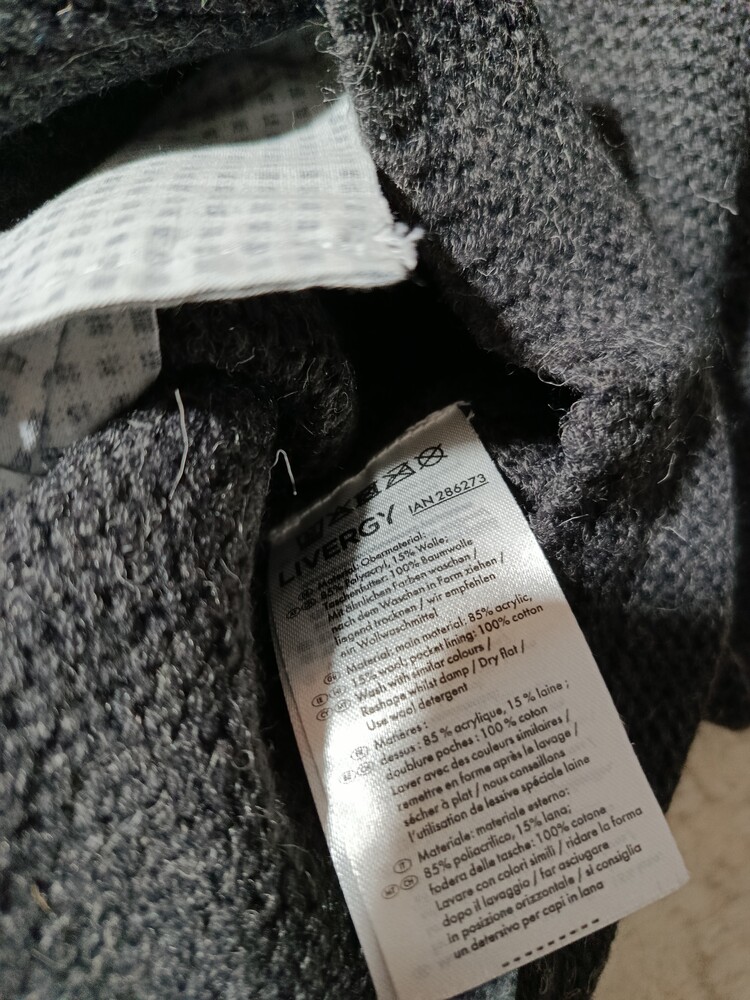 LIVERGY IAN 286273
Material: Obermaterial:
85% Polyacryl, 15% Wolle;
Taschenfutter: 100% Baumwolle
Mit ähnlichen Farben waschen /
nach dem Waschen in Form ziehen /
liegend trocknen / wir empfehlen
ein Wollwaschmittel
Material: main material: 85% acrylic,
15% wool; pocket lining: 100% cotton
Wash with similar colours /
Reshape whilst damp / Dry flat /
Use wool detergent
Matières :
dessus : 85 % acrylique, 15 % laine ;
doublure poches : 100 % coton
Laver avec des couleurs similaires /
remettre en forme après le lavage /
sécher à plat / nous conseillons
l'utilisation de lessive spéciale laine
IT
Materiale: materiale esterno:
85% poliacrilico, 15% lana;
fodera delle tasche: 100% cotone
Lavare con colori simili / ridare la forma
dopo il lavaggio / far asciugare
in posizione orizzontale / si consiglia
un detersivo per capi in lana